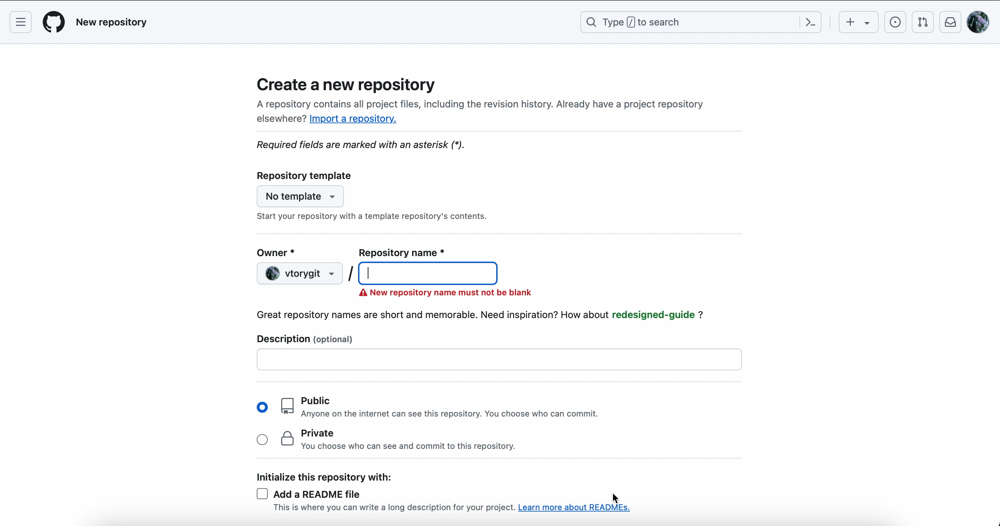 New repository
Type / to search
Create a new repository
A repository contains all project files, including the revision history. Already have a project repository
elsewhere? Import a repository.
Required fields are marked with an asterisk (*).
Repository template
No template
Start your repository with a template repository's contents.
Owner * Repository name *
vtorygit /
New repository name must not be blank
Great repository names are short and memorable. Need inspiration? How about redesigned-guide ?
Description (optional)
Public
Anyone on the internet can see this repository. You choose who can commit.
Private
You choose who can see and commit to this repository.
Initialize this repository with:
Add a README file
This is where you can write a long description for your project. Learn more about READMEs.